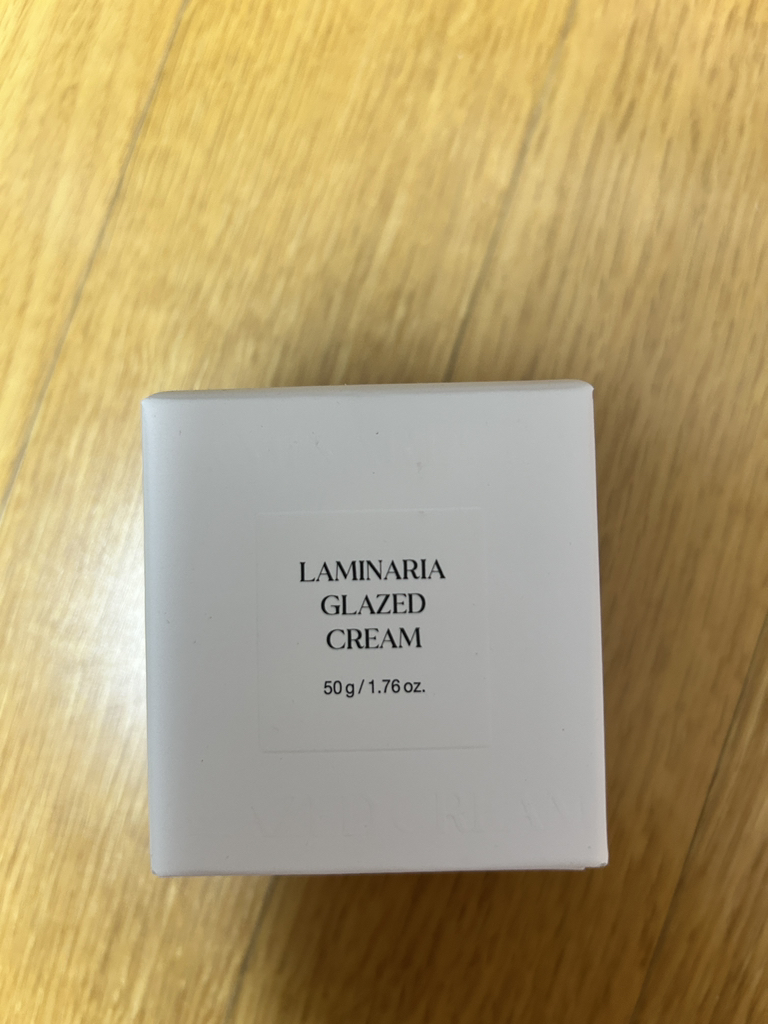 LAMINARIA
GLAZED
CREAM
50 g / 1.76 oz.